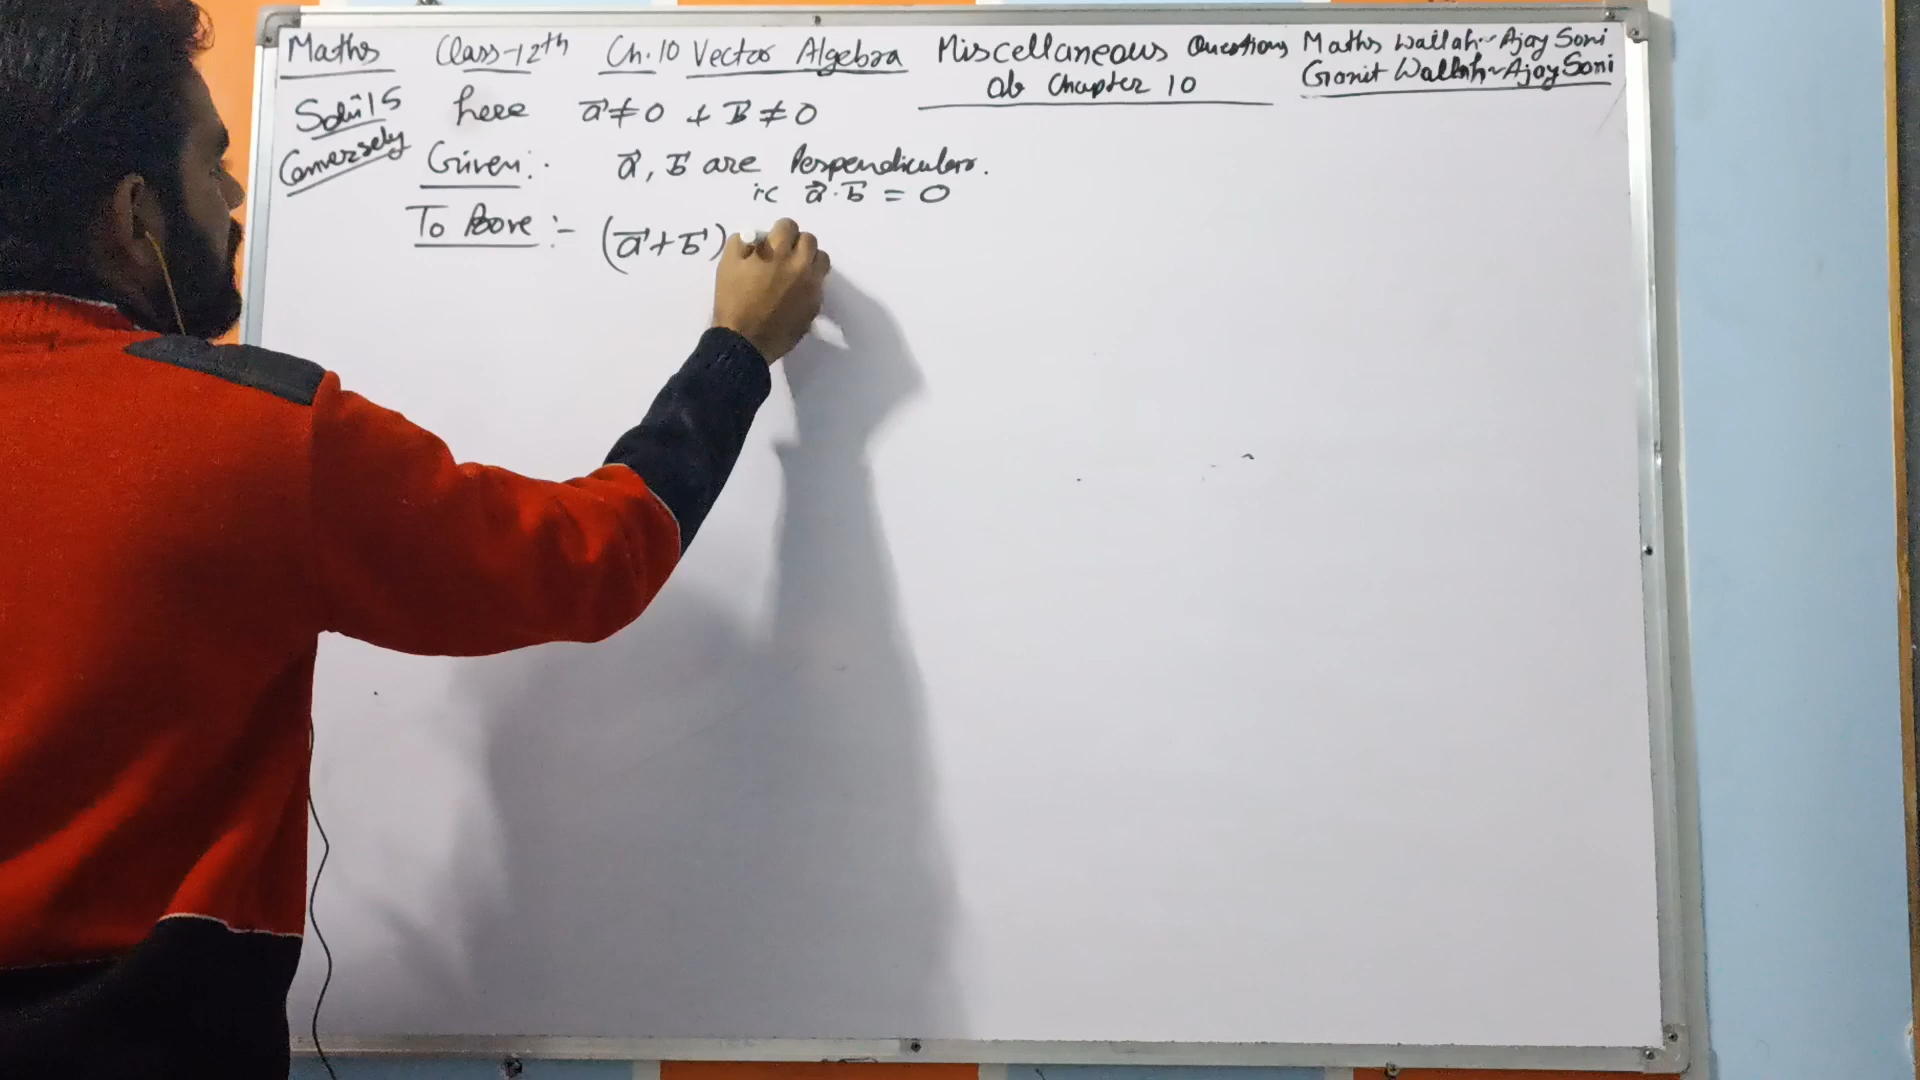 Maths Class-12th Ch.10 Vector Algebra Miscellaneous Questions Maths Wallah~Ajay Soni
Of Chapter 10 Ganit Wallah~Ajay Soni
Solⁿ15 here a⃗≠0 + b⃗≠0
Conversely Given:- a⃗, b⃗ are Perpendicular.
ie a⃗·b⃗ = 0
To Prove :- (a⃗+b⃗)